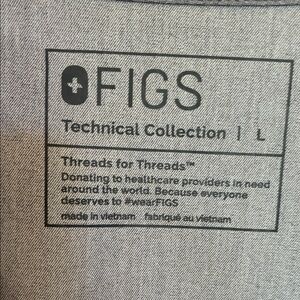 FIGS
Technical Collection | L
Threads for Threads™
Donating to healthcare providers in need
around the world. Because everyone
deserves to #wearFIGS
made in vietnam fabriqué au vietnam